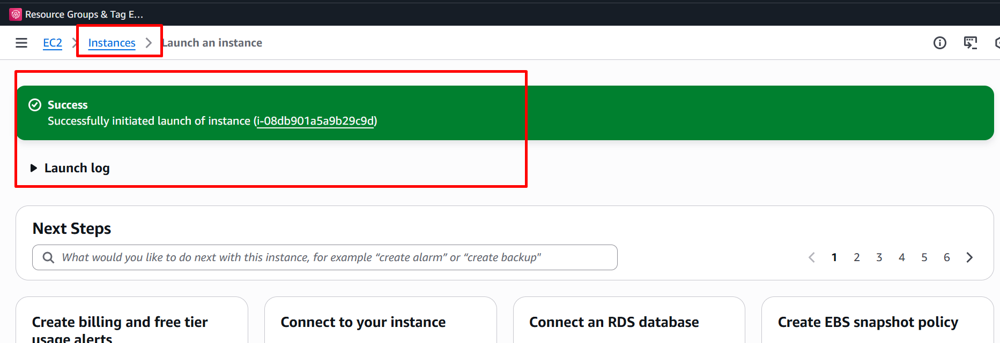 Resource Groups & Tag E...
EC2 Instances Launch an instance
Success
Successfully initiated launch of instance (i-08db901a5a9b29c9d)
Launch log
Next Steps
What would you like to do next with this instance, for example “create alarm” or “create backup"
1 2 3 4 5 6
Create billing and free tier
usage alerts
Connect to your instance
Connect an RDS database
Create EBS snapshot policy